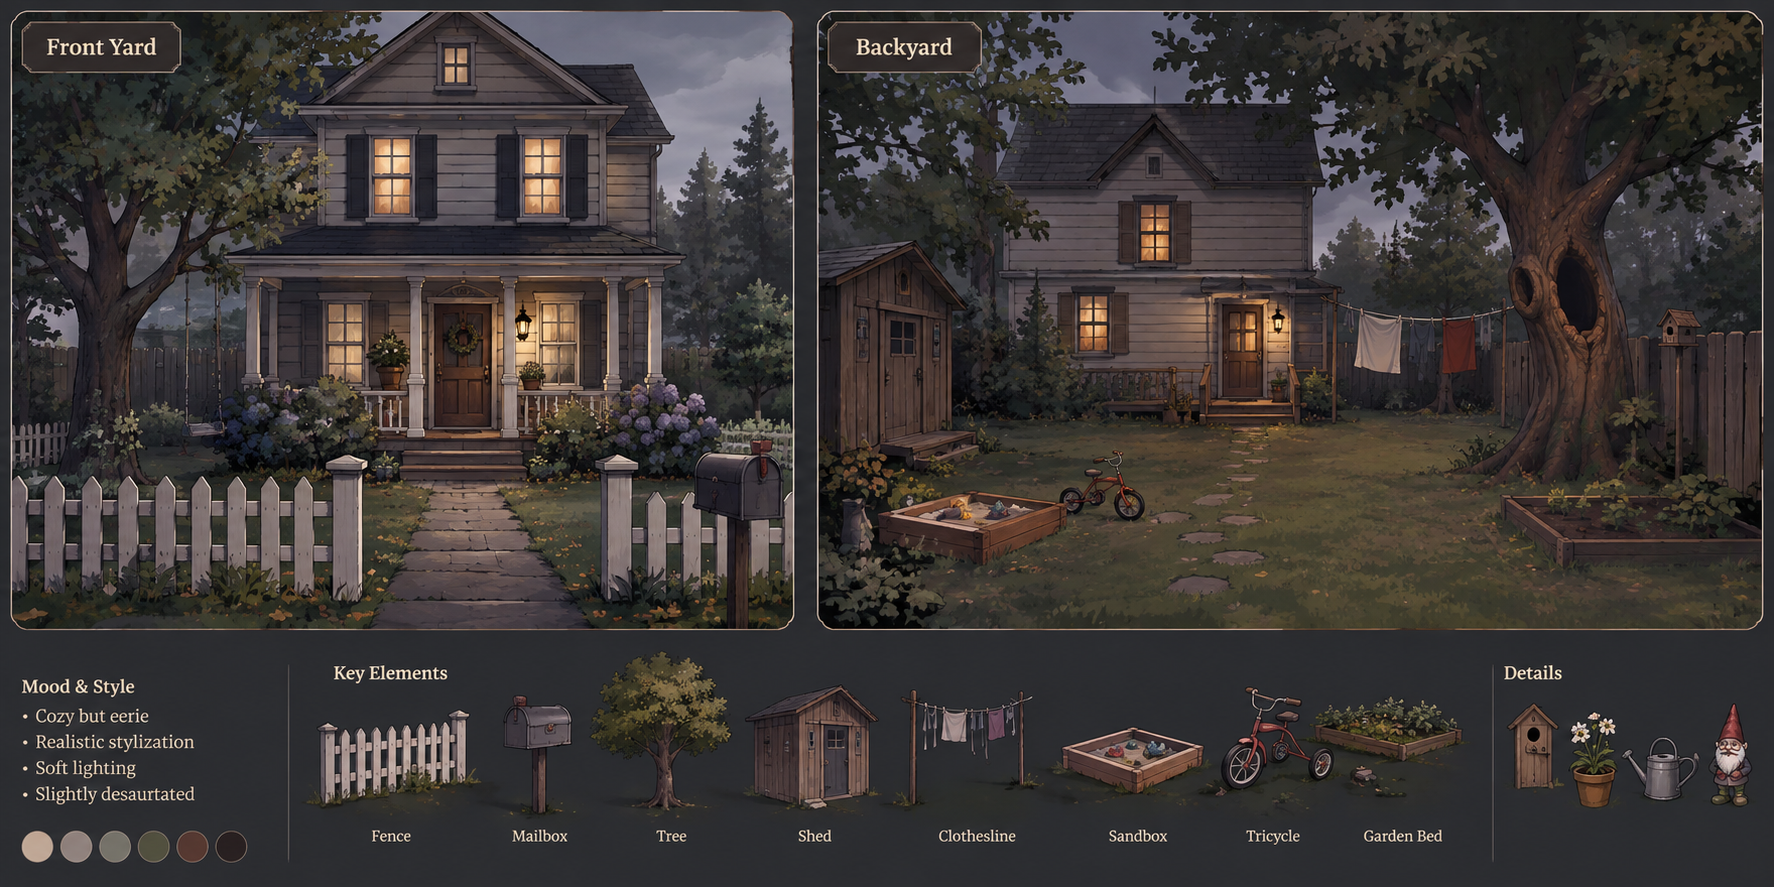 Front Yard
Backyard
Mood & Style
• Cozy but eerie
• Realistic stylization
• Soft lighting
• Slightly desaurtated
Key Elements
Fence
Mailbox
Tree
Shed
Clothesline
Sandbox
Tricycle
Garden Bed
Details